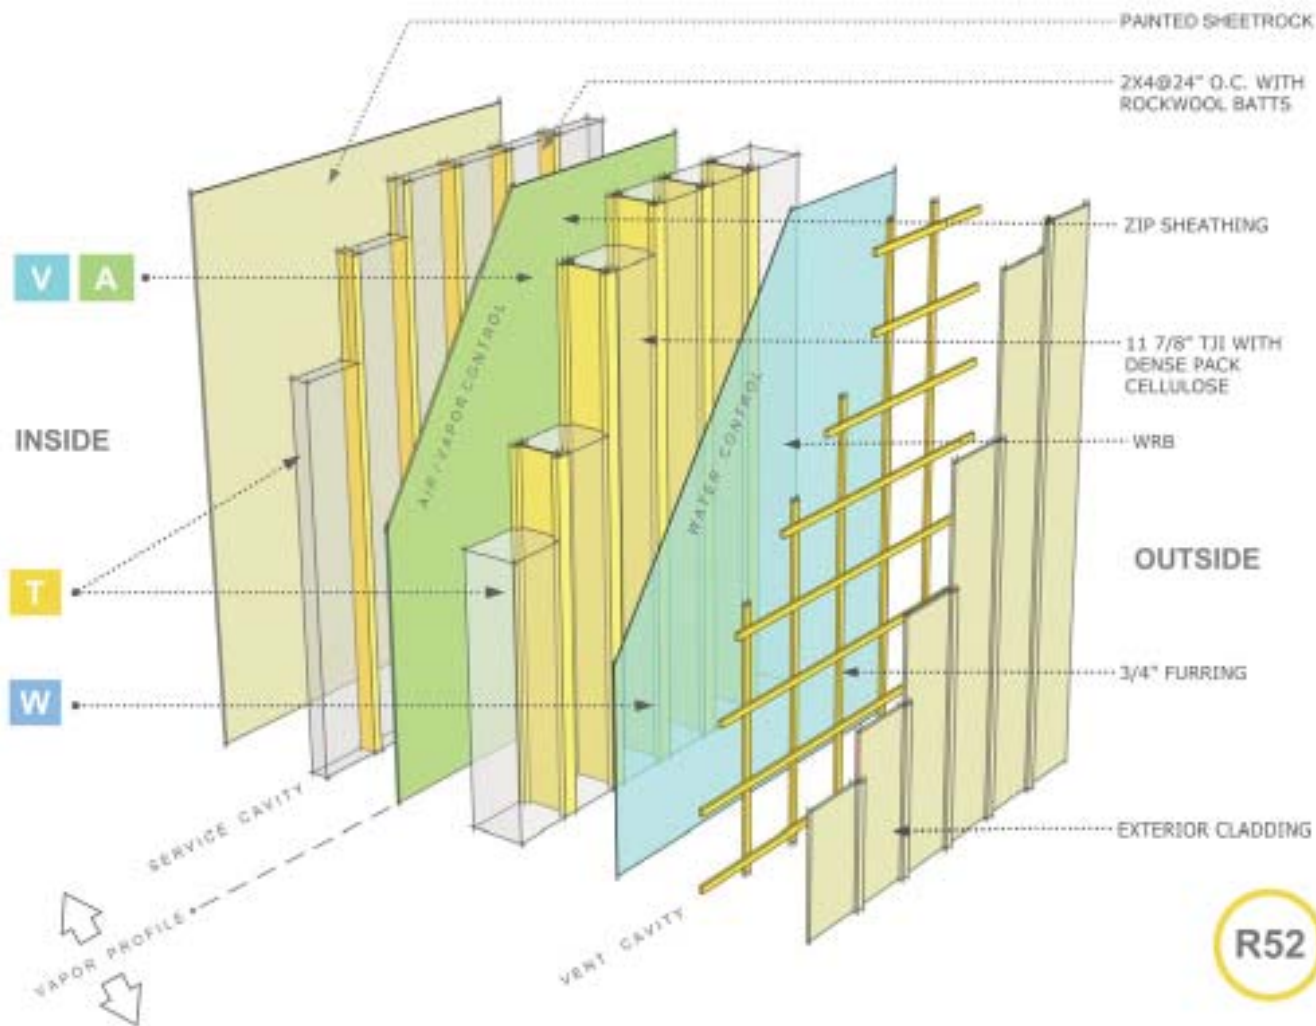 PAINTED SHEETROCK
2X4@24" O.C. WITH
ROCKWOOL BATTS
ZIP SHEATHING
V A
11 7/8" TJI WITH
DENSE PACK
CELLULOSE
AIR / VAPOR CONTROL
WATER CONTROL
INSIDE
WRB
OUTSIDE
T
3/4" FURRING
W
SERVICE CAVITY
EXTERIOR CLADDING
VAPOR PROFILE
VENT CAVITY
R52